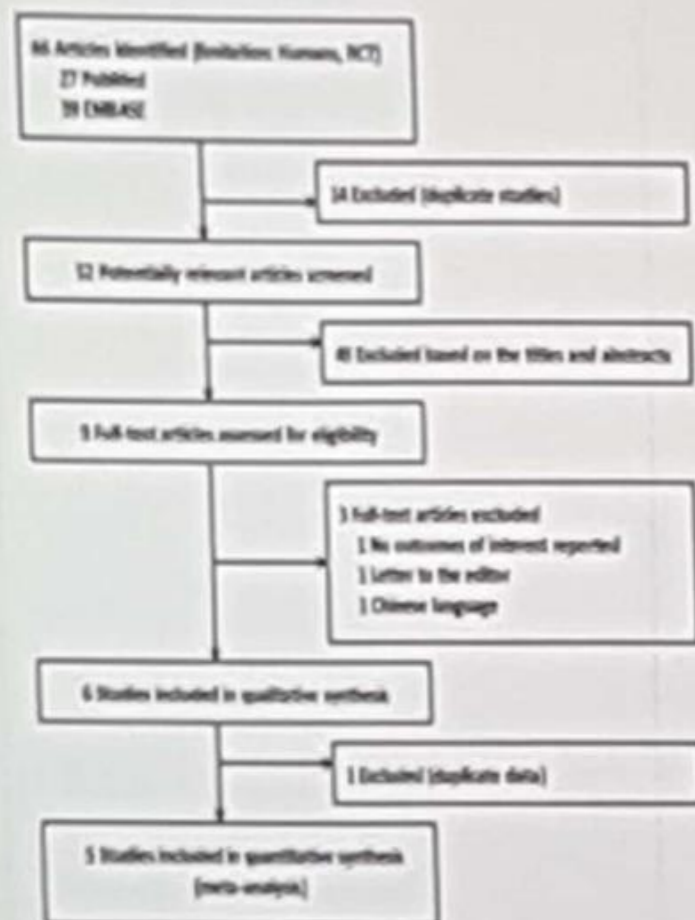 66 Articles identified (limitation: Humans, RCT)
27 PubMed
39 EMBASE
14 Excluded (duplicate studies)
52 Potentially relevant articles screened
Excluded based on the titles and abstracts
9 Full-text articles assessed for eligibility
3 Full-text articles excluded
1 No outcomes of interest reported
1 Letter to the editor
1 Chinese language
6 Studies included in qualitative synthesis
1 Excluded (duplicate data)
5 Studies included in quantitative synthesis
(meta-analysis)